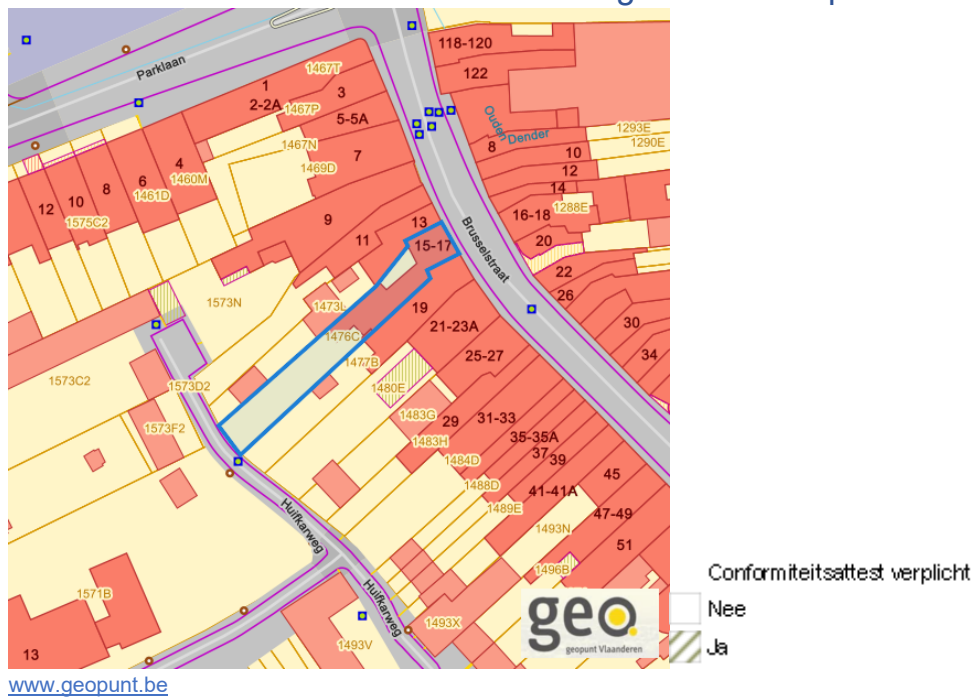 Parklaan
118-120
122
1467T
1
2-2A
1467P
3
5-5A
1467N
1469D
7
Ouden
Dender
8
1293E
1290E
10
12
14
1288E
16-18
20
22
26
30
34
4
1460M
6
1461D
8
10
12
1575C2
9
11
13
15-17
Brusselstraat
1573N
1476C
1477B
19
21-23A
25-27
1480E
1573C2
1573D2
1573F2
1483G
1483H
29
31-33
35-35A
37
39
1484D
1488D
1489E
41-41A
45
47-49
51
1493N
1496B
Huifkarweg
Huifkarweg
1571B
13
1493V
1493X
geo
geopunt Vlaanderen
Conformiteitsattest verplicht
Nee
Ja
www.geopunt.be